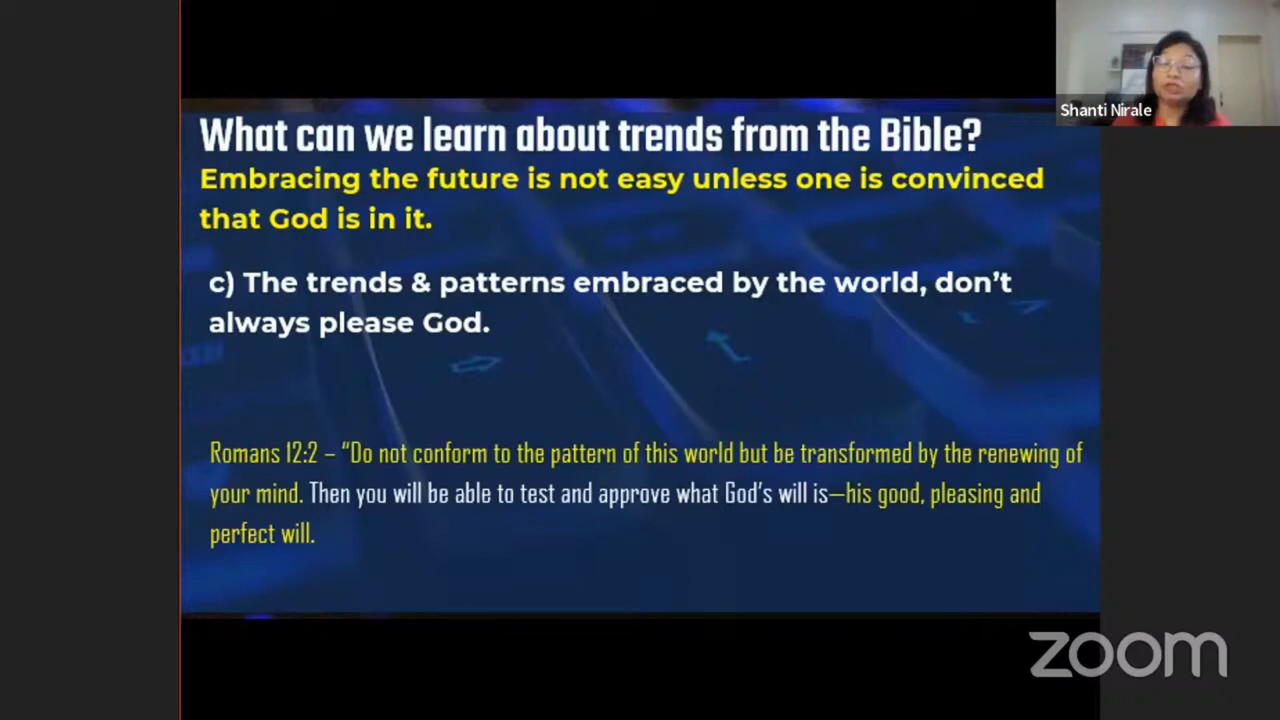 Shanti Nirale
What can we learn about trends from the Bible?
Embracing the future is not easy unless one is convinced
that God is in it.
c) The trends & patterns embraced by the world, don’t
always please God.
Romans 12:2 – “Do not conform to the pattern of this world but be transformed by the renewing of
your mind. Then you will be able to test and approve what God’s will is—his good, pleasing and
perfect will.
zoom